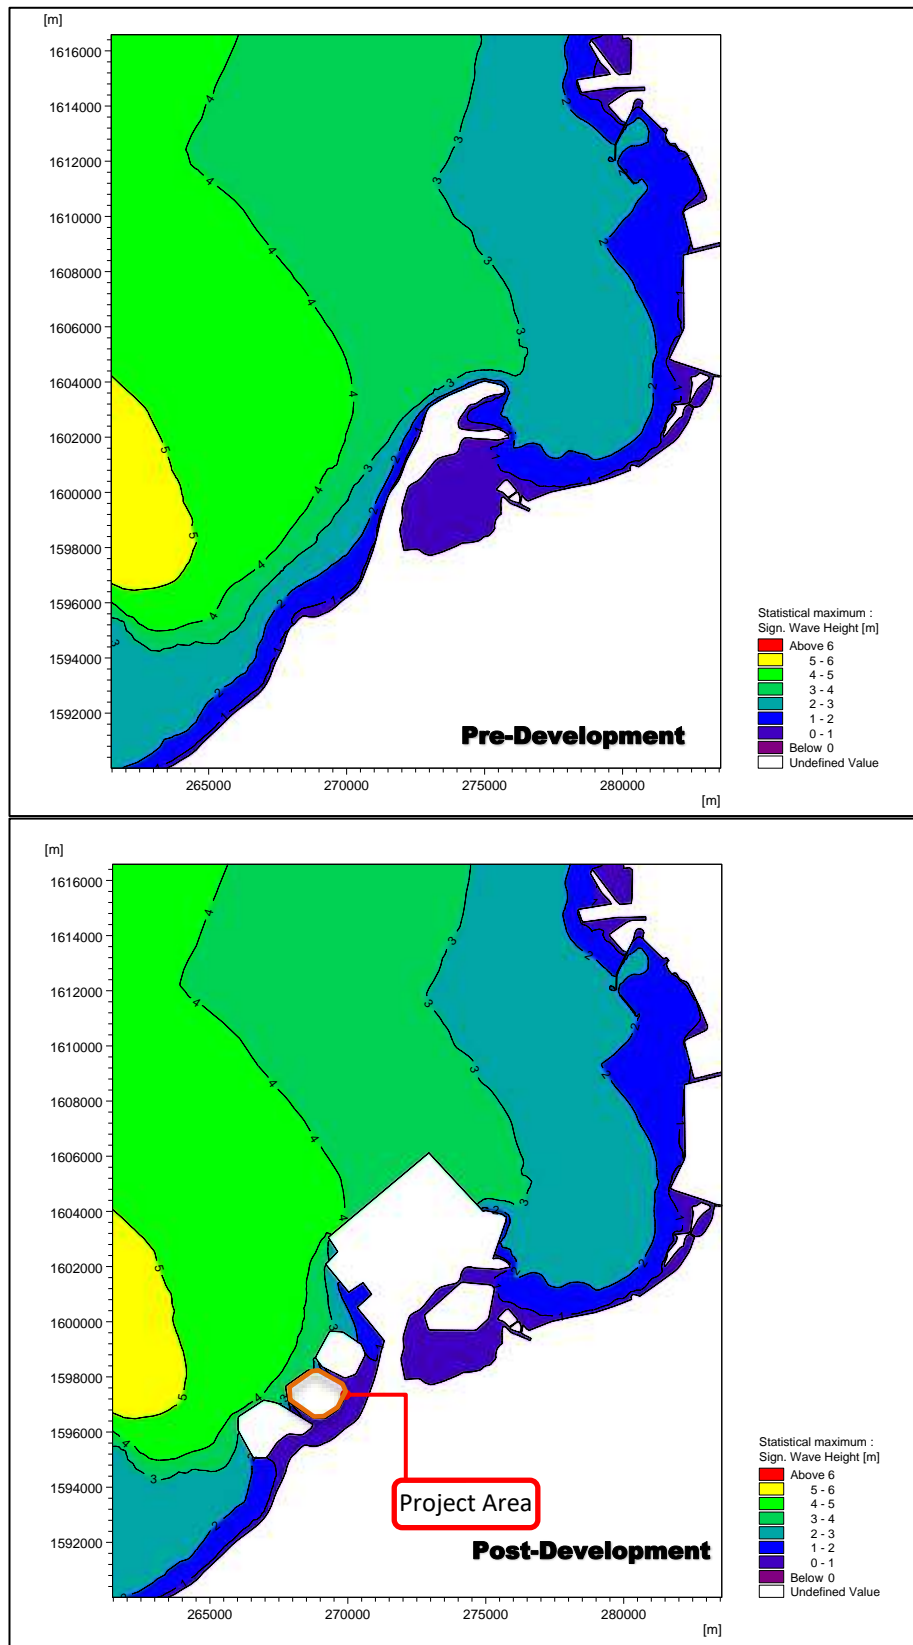 [m]
1616000
1614000
1612000
1610000
1608000
1606000
1604000
1602000
1600000
1598000
1596000
1594000
1592000
265000
270000
275000
280000
[m]
Statistical maximum :
Sign. Wave Height [m]
Above 6
5 - 6
4 - 5
3 - 4
2 - 3
1 - 2
0 - 1
Below 0
Undefined Value
Pre-Development
[m]
1616000
1614000
1612000
1610000
1608000
1606000
1604000
1602000
1600000
1598000
1596000
1594000
1592000
265000
270000
275000
280000
[m]
Project Area
Statistical maximum :
Sign. Wave Height [m]
Above 6
5 - 6
4 - 5
3 - 4
2 - 3
1 - 2
0 - 1
Below 0
Undefined Value
Post-Development